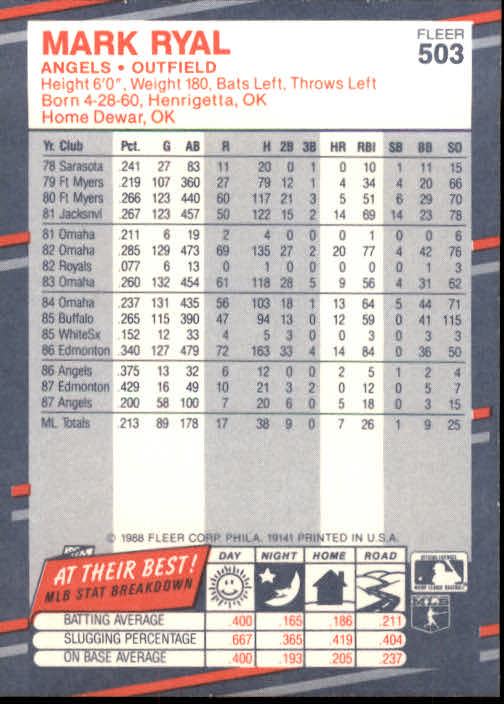 MARK RYAL
FLEER
503
ANGELS • OUTFIELD
Height 6'0", Weight 180, Bats Left, Throws Left
Born 4-28-60, Henrigetta, OK
Home Dewar, OK
Yr. Club Pct. G AB R H 2B 3B HR RBI SB BB SO
78 Sarasota .241 27 83 11 20 0 1 0 10 1 11 15
79 Ft Myers .219 107 360 27 79 12 1 4 34 4 20 66
80 Ft Myers .266 123 440 60 117 21 3 5 51 6 29 70
81 Jacksnvl .267 123 457 50 122 15 2 14 69 14 23 78
81 Omaha .211 6 19 2 4 0 0 0 1 0 0 6
82 Omaha .285 129 473 69 135 27 2 20 77 4 42 76
82 Royals .077 6 13 0 1 0 0 0 0 0 1 3
83 Omaha .260 132 454 61 118 28 5 9 56 4 31 62
84 Omaha .237 131 435 56 103 18 1 13 64 5 44 71
85 Buffalo .265 115 390 47 94 13 0 12 59 0 41 115
85 WhiteSx .152 12 33 4 5 3 0 0 3 0 3 3
86 Edmonton .340 127 479 72 163 33 4 14 84 0 36 50
86 Angels .375 13 32 6 12 0 0 2 5 1 2 4
87 Edmonton .429 16 49 10 21 3 2 0 12 0 5 7
87 Angels .200 58 100 7 20 6 0 5 18 0 3 15
ML Totals .213 89 178 17 38 9 0 7 26 1 9 25
© 1988 FLEER CORP. PHILA. 19141 PRINTED IN U.S.A.
AT THEIR BEST!
MLB STAT BREAKDOWN
DAY NIGHT HOME ROAD
BATTING AVERAGE .400 .165 .186 .211
SLUGGING PERCENTAGE .667 .365 .419 .404
ON BASE AVERAGE .400 .193 .205 .237
MAJOR LEAGUE BASEBALL